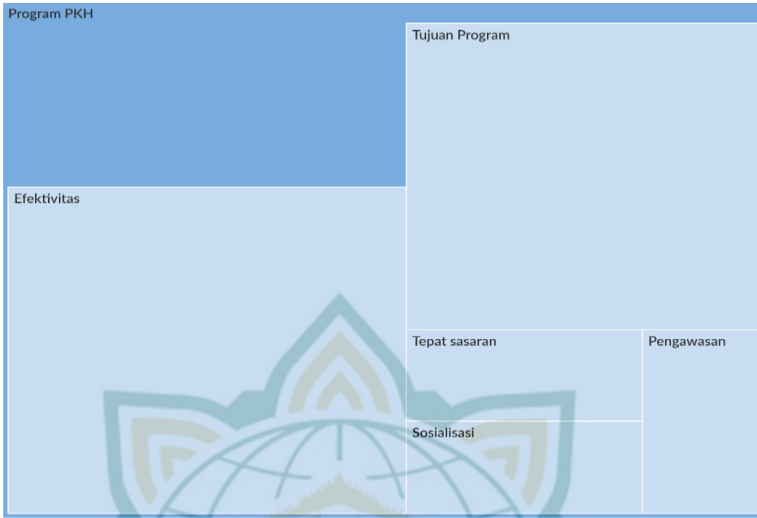 Program PKH
Tujuan Program
Efektivitas
Tepat sasaran
Pengawasan
Sosialisasi